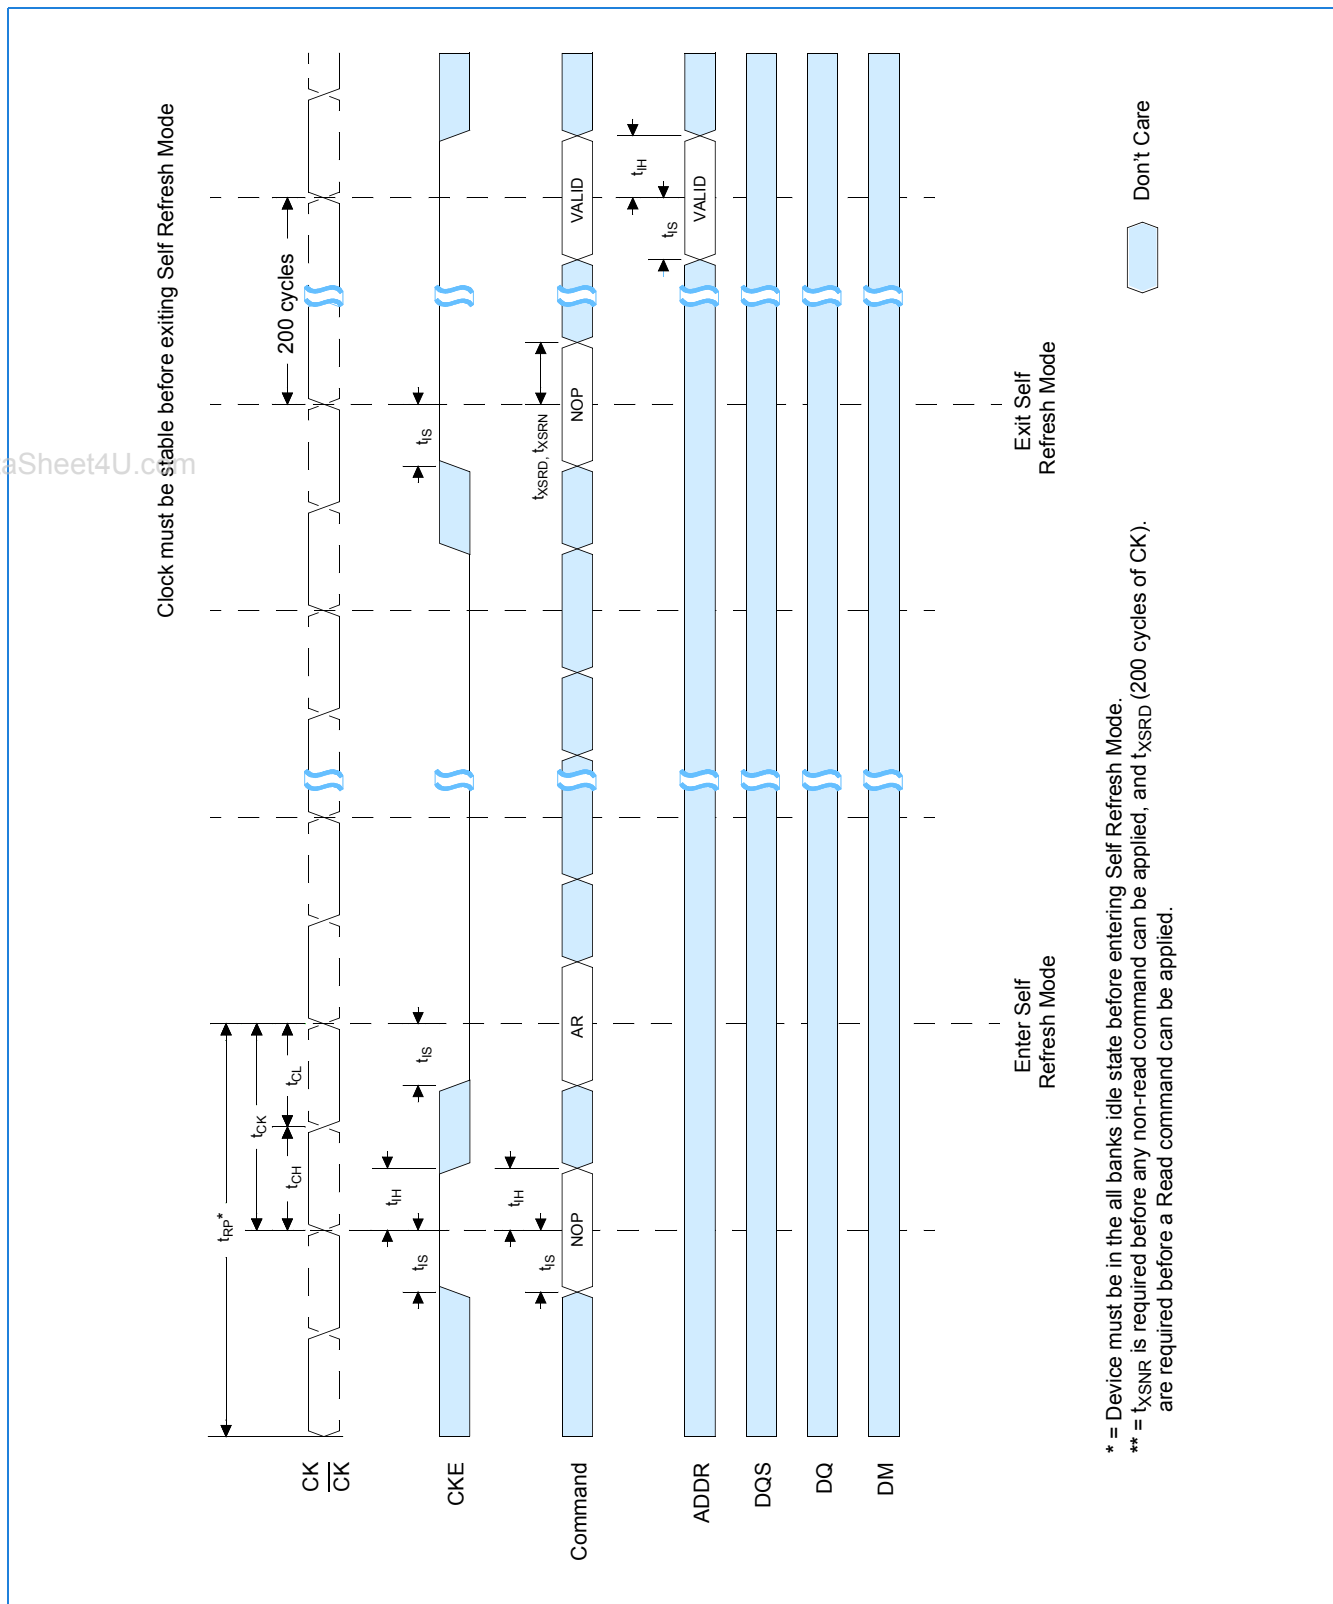 Clock must be stable before exiting Self Refresh Mode
200 cycles
tRP*
tCK
tCH
tCL
CK
CK
tIS
tIH
tIS
tIS
CKE
tIS
tIH
tXSRD, tXSRN
Command
NOP
AR
NOP
VALID
tIS
tIH
ADDR
VALID
DQS
DQ
DM
Enter Self
Refresh Mode
Exit Self
Refresh Mode
Don't Care
* = Device must be in the all banks idle state before entering Self Refresh Mode.
** = tXSNR is required before any non-read command can be applied, and tXSRD (200 cycles of CK).
are required before a Read command can be applied.
aSheet4U.com